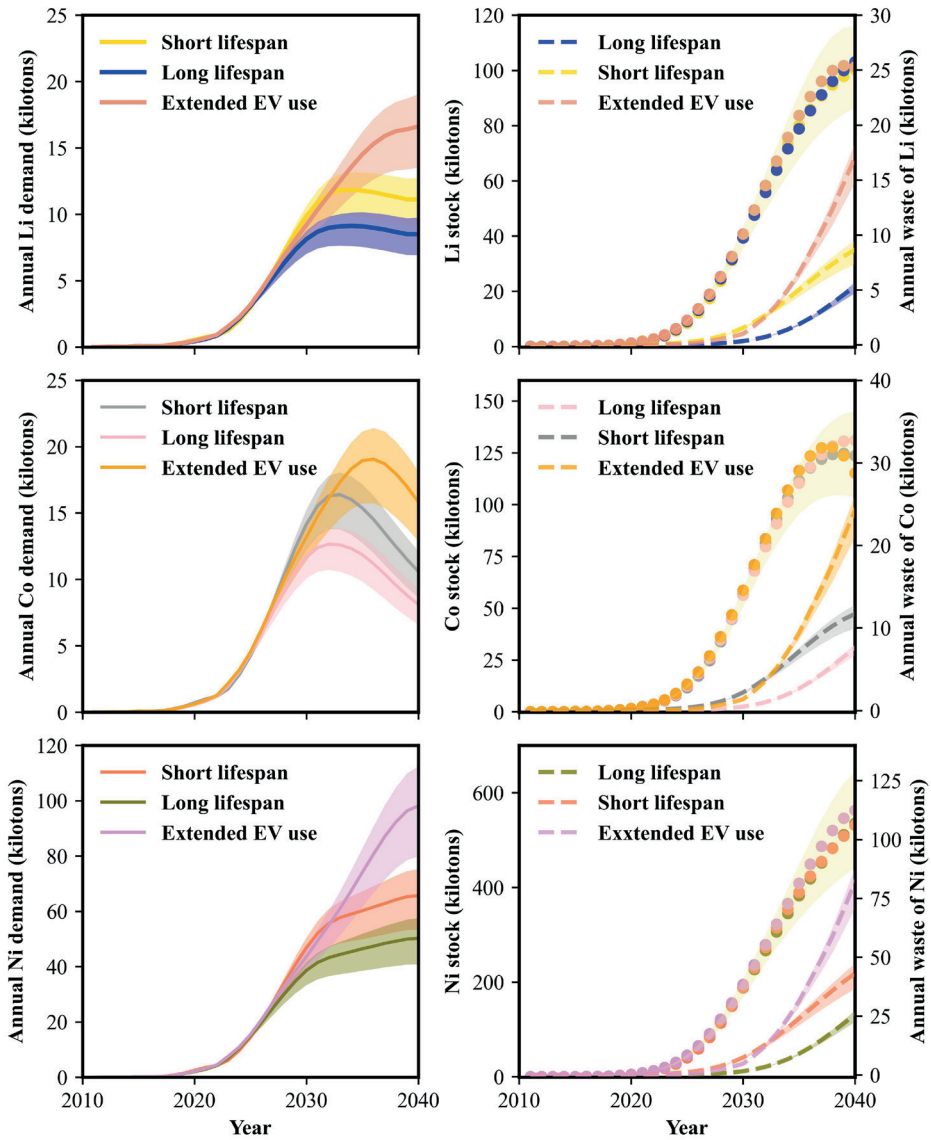 25
20
15
10
5
0
Annual Li demand (kilotons)
Short lifespan
Long lifespan
Extended EV use
120
100
80
60
40
20
0
Li stock (kilotons)
Long lifespan
Short lifespan
Extended EV use
30
25
20
15
10
5
0
Annual waste of Li (kilotons)
25
20
15
10
5
0
Annual Co demand (kilotons)
Short lifespan
Long lifespan
Extended EV use
150
125
100
75
50
25
0
Co stock (kilotons)
Long lifespan
Short lifespan
Extended EV use
40
30
20
10
0
Annual waste of Co (kilotons)
120
100
80
60
40
20
0
Annual Ni demand (kilotons)
Short lifespan
Long lifespan
Extended EV use
2010 2020 2030 2040
Year
600
400
200
0
Ni stock (kilotons)
Long lifespan
Short lifespan
Exxtended EV use
125
100
75
50
25
0
Annual waste of Ni (kilotons)
2010 2020 2030 2040
Year